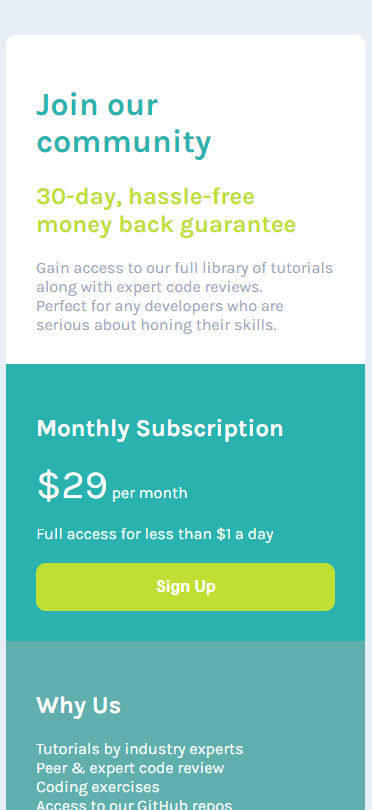 Join our
community
30-day, hassle-free
money back guarantee
Gain access to our full library of tutorials
along with expert code reviews.
Perfect for any developers who are
serious about honing their skills.
Monthly Subscription
$29 per month
Full access for less than $1 a day
Sign Up
Why Us
Tutorials by industry experts
Peer & expert code review
Coding exercises
Access to our GitHub repos